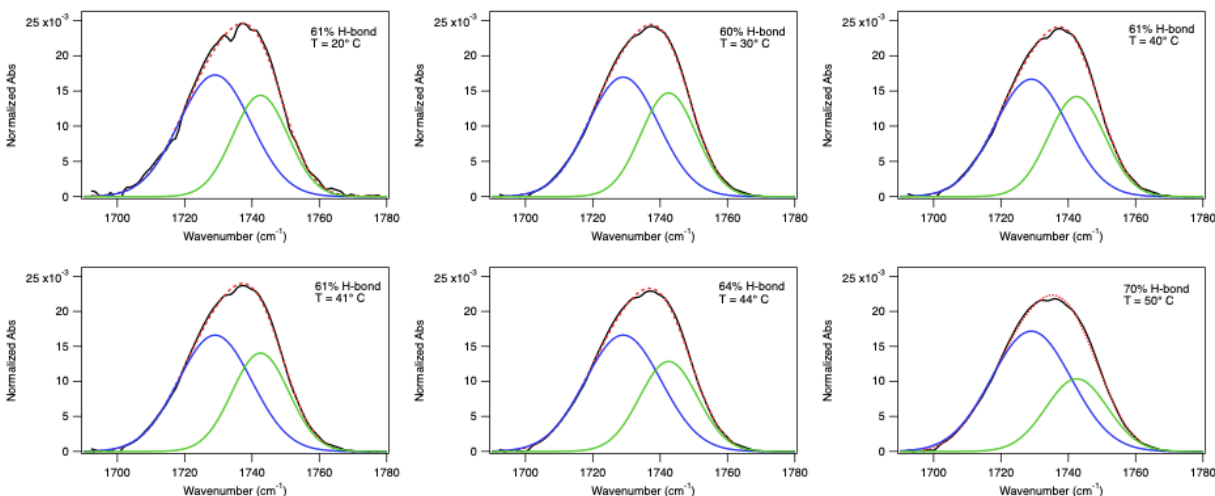 25 x10⁻³
20
15
10
5
0
Normalized Abs
61% H-bond
T = 20° C
1700
1720
1740
1760
1780
Wavenumber (cm⁻¹)
25 x10⁻³
20
15
10
5
0
Normalized Abs
60% H-bond
T = 30° C
1700
1720
1740
1760
1780
Wavenumber (cm⁻¹)
25 x10⁻³
20
15
10
5
0
Normalized Abs
61% H-bond
T = 40° C
1700
1720
1740
1760
1780
Wavenumber (cm⁻¹)
25 x10⁻³
20
15
10
5
0
Normalized Abs
61% H-bond
T = 41° C
1700
1720
1740
1760
1780
Wavenumber (cm⁻¹)
25 x10⁻³
20
15
10
5
0
Normalized Abs
64% H-bond
T = 44° C
1700
1720
1740
1760
1780
Wavenumber (cm⁻¹)
25 x10⁻³
20
15
10
5
0
Normalized Abs
70% H-bond
T = 50° C
1700
1720
1740
1760
1780
Wavenumber (cm⁻¹)